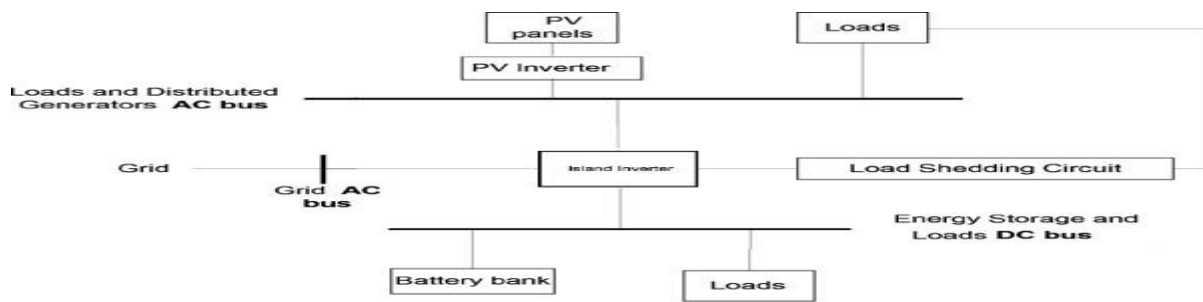 PV
panels
Loads
PV Inverter
Loads and Distributed
Generators AC bus
Grid
Island Inverter
Load Shedding Circuit
Grid AC
bus
Energy Storage and
Loads DC bus
Battery bank
Loads